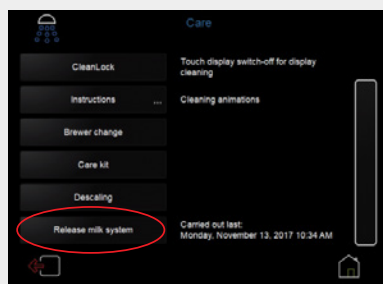 Care
CleanLock
Touch display switch-off for display
cleaning
Instructions ...
Cleaning animations
Brewer change
Care kit
Descaling
Release milk system
Carried out last:
Monday, November 13, 2017 10:34 AM